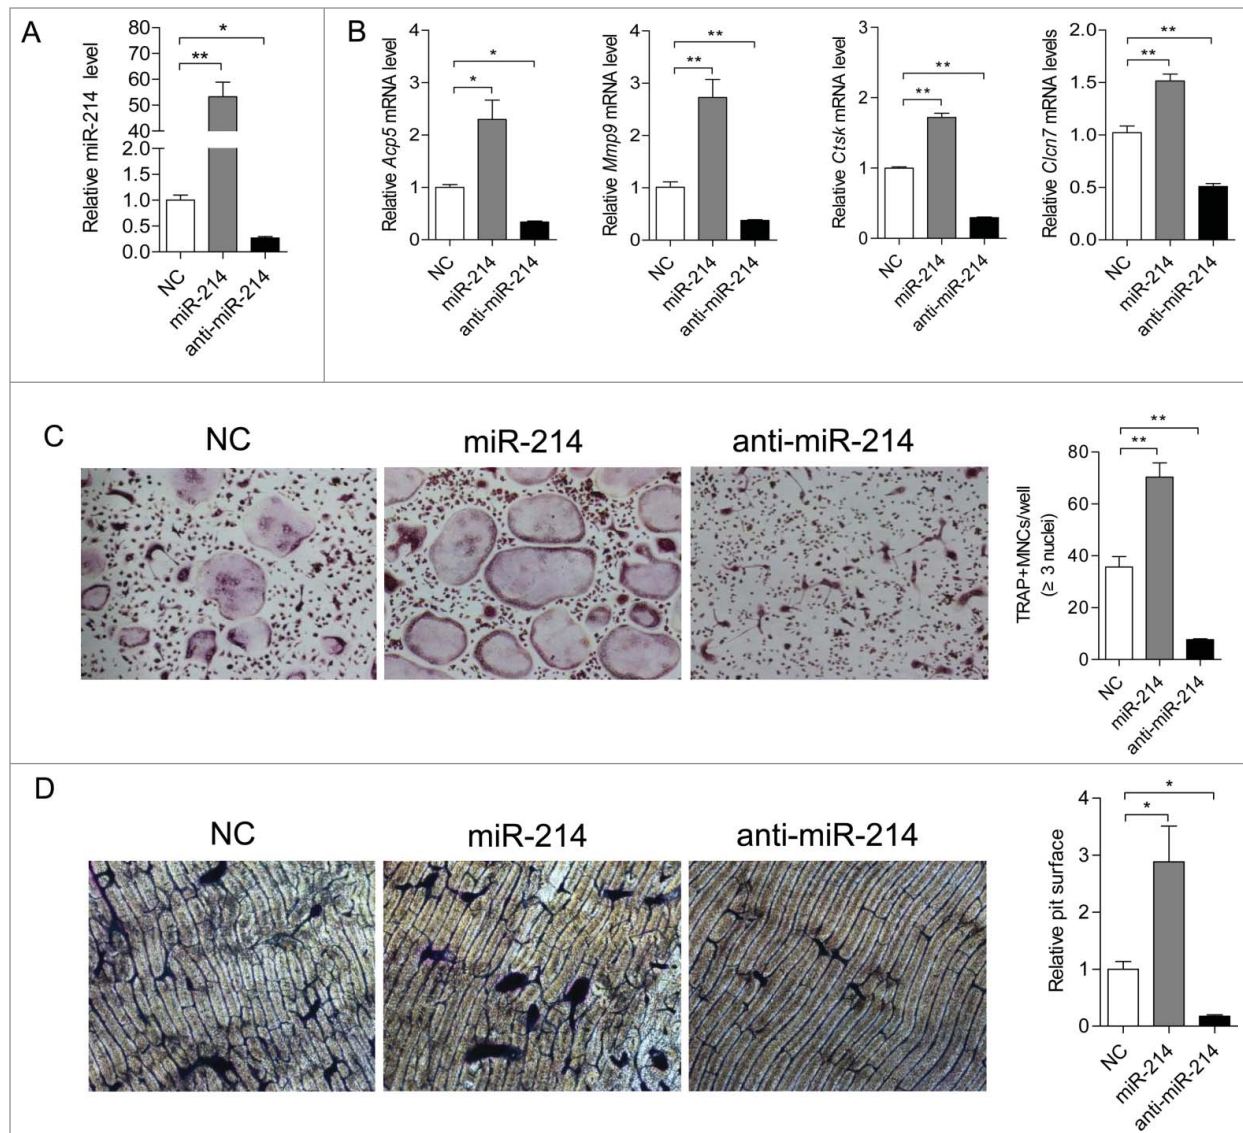 A
Relative miR-214 level
80
70
60
50
40
2.0
1.5
1.0
0.5
0.0
*
**
NC
miR-214
anti-miR-214
B
Relative Acp5 mRNA level
4
3
2
1
0
*
*
NC
miR-214
anti-miR-214
Relative Mmp9 mRNA level
4
3
2
1
0
**
**
NC
miR-214
anti-miR-214
Relative Ctsk mRNA level
3
2
1
0
**
**
NC
miR-214
anti-miR-214
Relative Clcn7 mRNA levels
2.0
1.5
1.0
0.5
0.0
**
**
NC
miR-214
anti-miR-214
C
NC
miR-214
anti-miR-214
TRAP+MNCs/well
(≥ 3 nuclei)
80
60
40
20
0
**
**
NC
miR-214
anti-miR-214
D
NC
miR-214
anti-miR-214
Relative pit surface
4
3
2
1
0
*
*
NC
miR-214
anti-miR-214